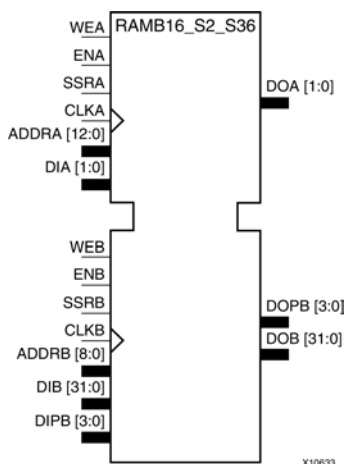 RAMB16_S2_S36
WEA
ENA
SSRA
CLKA
ADDRA [12:0]
DIA [1:0]
DOA [1:0]
WEB
ENB
SSRB
CLKB
ADDRB [8:0]
DIB [31:0]
DIPB [3:0]
DOPB [3:0]
DOB [31:0]
X10633